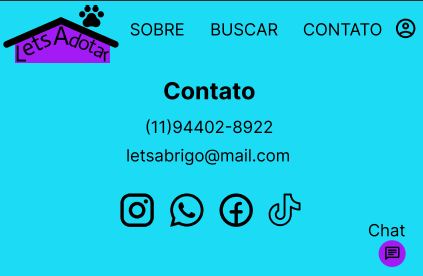 LetsAdotar
SOBRE BUSCAR CONTATO
Contato
(11)94402-8922
letsabrigo@mail.com
Chat